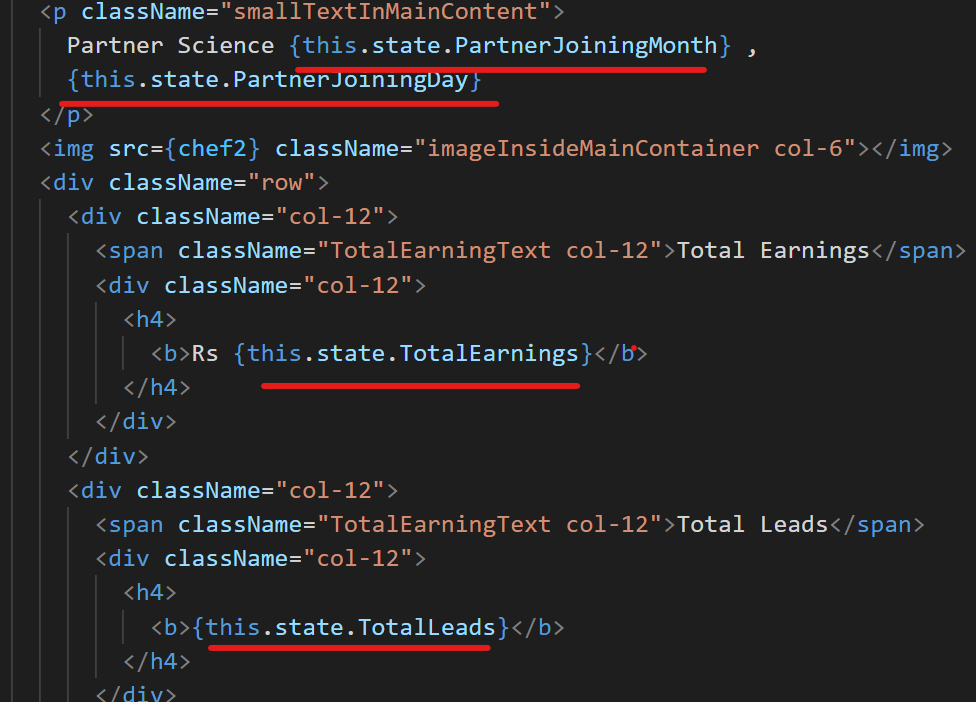 <p className="smallTextInMainContent">
Partner Science {this.state.PartnerJoiningMonth} ,
{this.state.PartnerJoiningDay}
</p>
<img src={chef2} className="imageInsideMainContainer col-6"></img>
<div className="row">
<div className="col-12">
<span className="TotalEarningText col-12">Total Earnings</span>
<div className="col-12">
<h4>
<b>Rs {this.state.TotalEarnings}</b>
</h4>
</div>
</div>
<div className="col-12">
<span className="TotalEarningText col-12">Total Leads</span>
<div className="col-12">
<h4>
<b>{this.state.TotalLeads}</b>
</h4>
</div>